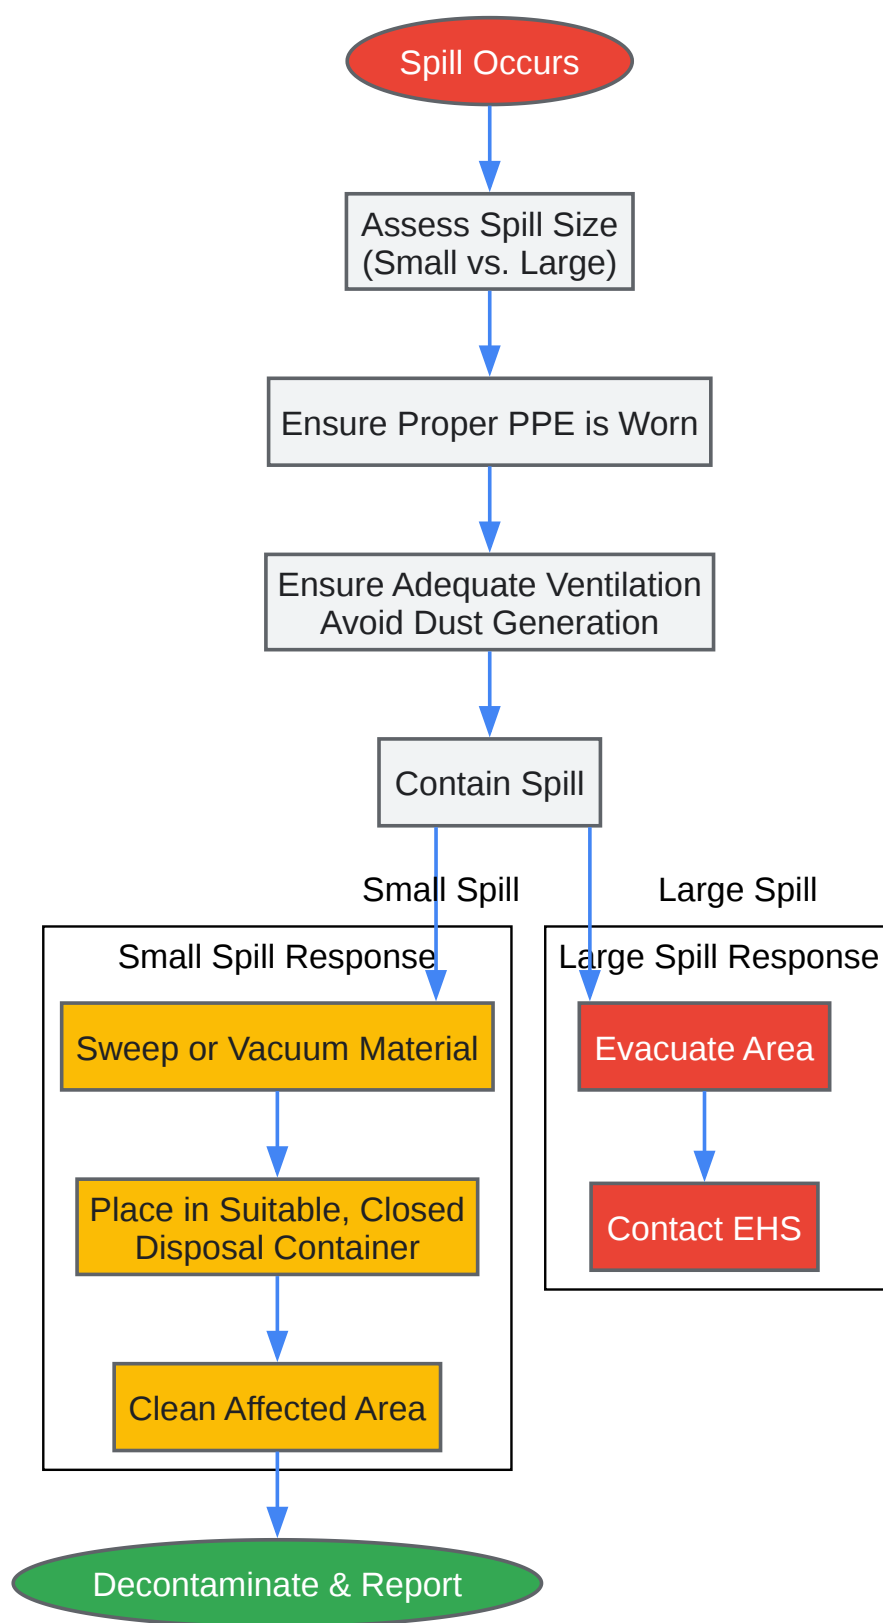 Spill Occurs
Assess Spill Size
(Small vs. Large)
Ensure Proper PPE is Worn
Ensure Adequate Ventilation
Avoid Dust Generation
Contain Spill
Small Spill
Large Spill
Small Spill Response
Large Spill Response
Sweep or Vacuum Material
Evacuate Area
Place in Suitable, Closed
Disposal Container
Contact EHS
Clean Affected Area
Decontaminate & Report